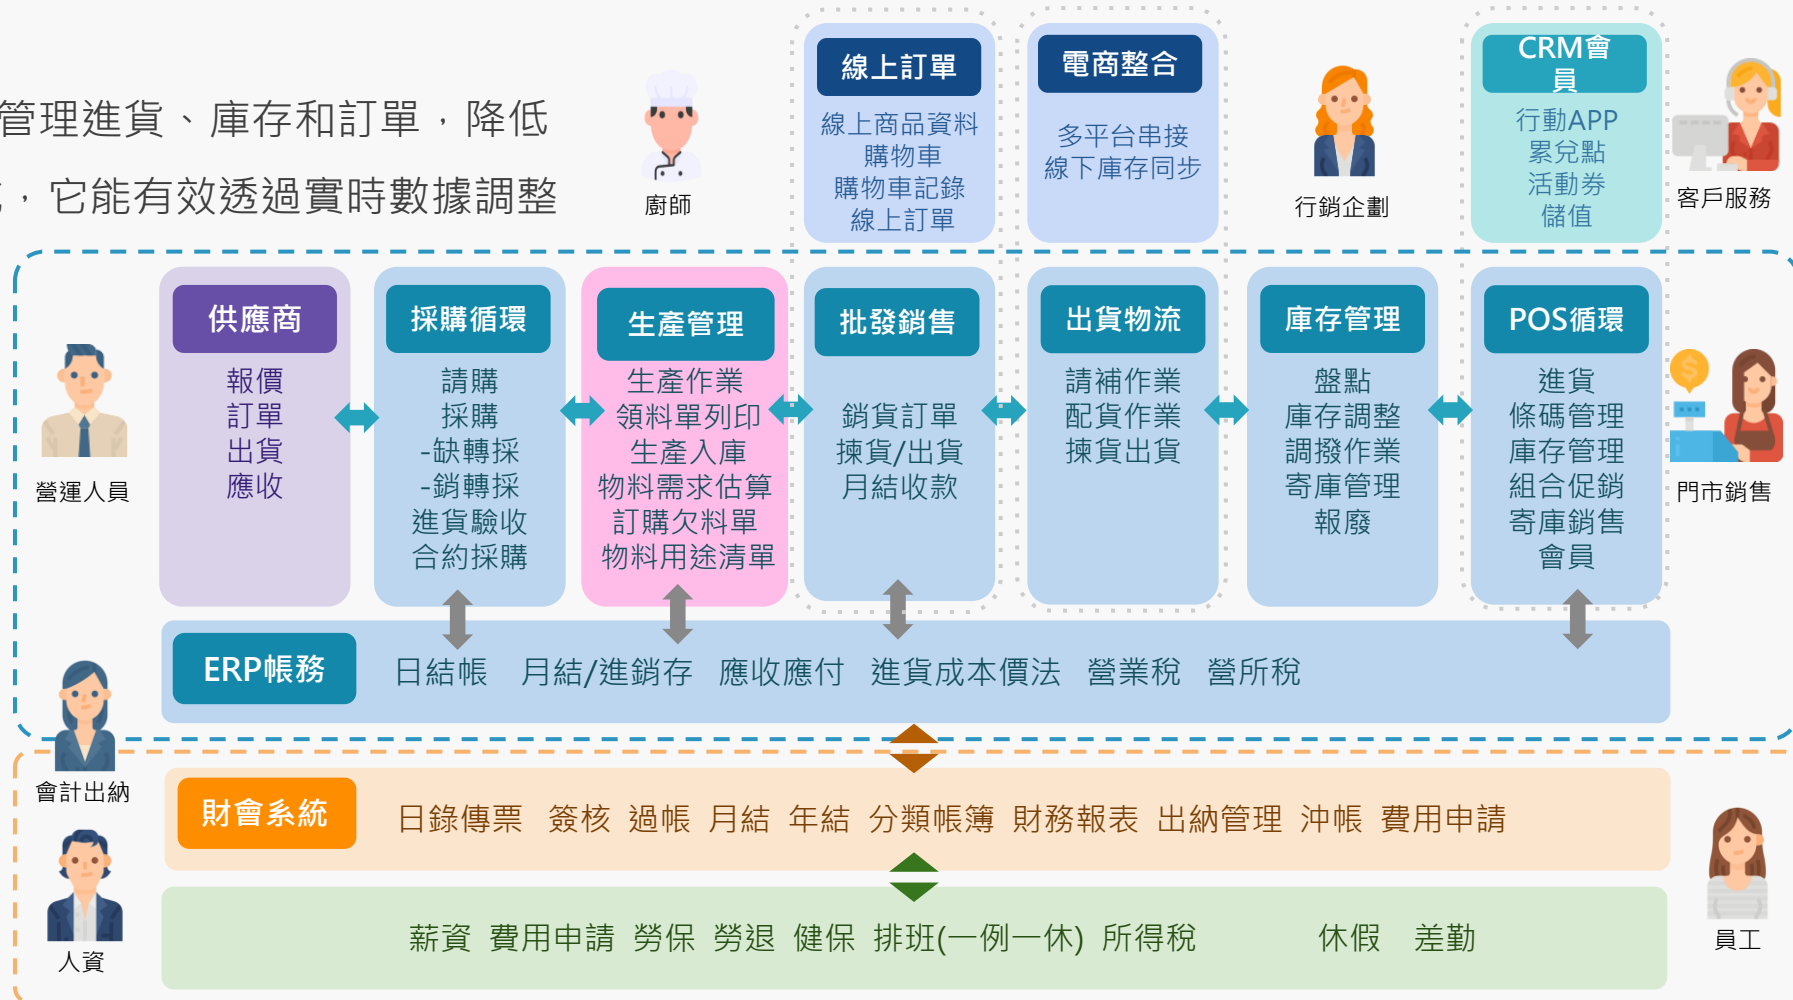 管理進貨、庫存和訂單，降低
，它能有效透過實時數據調整
廚師
線上訂單
線上商品資料
購物車
購物車記錄
線上訂單
電商整合
多平台串接
線下庫存同步
行銷企劃
CRM會
員
行動APP
累兌點
活動券
儲值
客戶服務
營運人員
供應商
報價
訂單
出貨
應收
採購循環
請購
採購
-缺轉採
-銷轉採
進貨驗收
合約採購
生產管理
生產作業
領料單列印
生產入庫
物料需求估算
訂購欠料單
物料用途清單
批發銷售
銷貨訂單
揀貨/出貨
月結收款
出貨物流
請補作業
配貨作業
揀貨出貨
庫存管理
盤點
庫存調整
調撥作業
寄庫管理
報廢
POS循環
進貨
條碼管理
庫存管理
組合促銷
寄庫銷售
會員
門市銷售
ERP帳務
日結帳 月結/進銷存 應收應付 進貨成本價法 營業稅 營所稅
會計出納
財會系統
日錄傳票 簽核 過帳 月結 年結 分類帳簿 財務報表 出納管理 沖帳 費用申請
人資
薪資 費用申請 勞保 勞退 健保 排班(一例一休) 所得稅 休假 差勤
員工